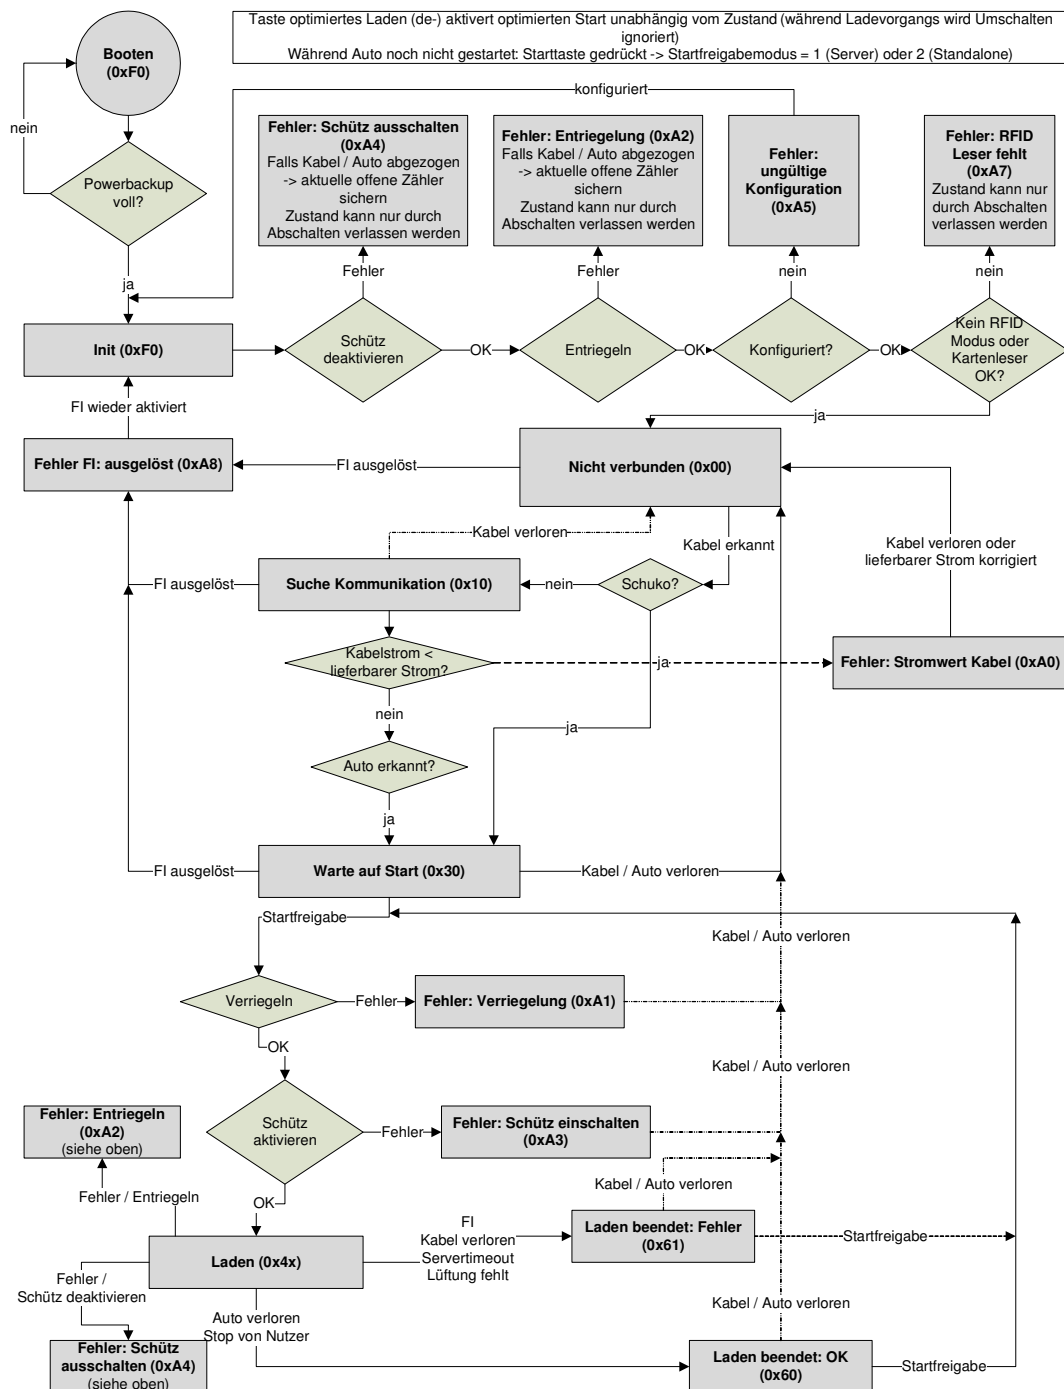 Taste optimiertes Laden (de-) aktivert optimierten Start unabhängig vom Zustand (während Ladevorgangs wird Umschalten
ignoriert)
Während Auto noch nicht gestartet: Starttaste gedrückt -> Startfreigabemodus = 1 (Server) oder 2 (Standalone)
Booten
(0xF0)
nein
konfiguriert
Powerbackup
voll?
ja
Fehler: Schütz ausschalten
(0xA4)
Falls Kabel / Auto abgezogen
-> aktuelle offene Zähler
sichern
Zustand kann nur durch
Abschalten verlassen werden
Fehler: Entriegelung (0xA2)
Falls Kabel / Auto abgezogen
-> aktuelle offene Zähler
sichern
Zustand kann nur durch
Abschalten verlassen werden
Fehler:
ungültige
Konfiguration
(0xA5)
Fehler: RFID
Leser fehlt
(0xA7)
Zustand kann nur
durch Abschalten
verlassen werden
Fehler
Fehler
nein
nein
Init (0xF0)
Schütz
deaktivieren
OK
Entriegeln
OK
Konfiguriert?
OK
Kein RFID
Modus oder
Kartenleser
OK?
FI wieder aktiviert
ja
Fehler FI: ausgelöst (0xA8)
FI ausgelöst
Nicht verbunden (0x00)
Kabel verloren
Kabel erkannt
Kabel verloren oder
lieferbarer Strom korrigiert
FI ausgelöst
Suche Kommunikation (0x10)
nein
Schuko?
Kabelstrom <
lieferbarer Strom?
ja
Fehler: Stromwert Kabel (0xA0)
nein
ja
Auto erkannt?
ja
FI ausgelöst
Warte auf Start (0x30)
Kabel / Auto verloren
Startfreigabe
Kabel / Auto verloren
Verriegeln
Fehler
Fehler: Verriegelung (0xA1)
OK
Kabel / Auto verloren
Schütz
aktivieren
Fehler
Fehler: Schütz einschalten
(0xA3)
Fehler: Entriegeln
(0xA2)
(siehe oben)
Fehler / Entriegeln
OK
Kabel / Auto verloren
Laden (0x4x)
FI
Kabel verloren
Servertimeout
Lüftung fehlt
Laden beendet: Fehler
(0x61)
Startfreigabe
Fehler /
Schütz deaktivieren
Auto verloren
Stop von Nutzer
Kabel / Auto verloren
Fehler: Schütz
ausschalten (0xA4)
(siehe oben)
Laden beendet: OK
(0x60)
Startfreigabe